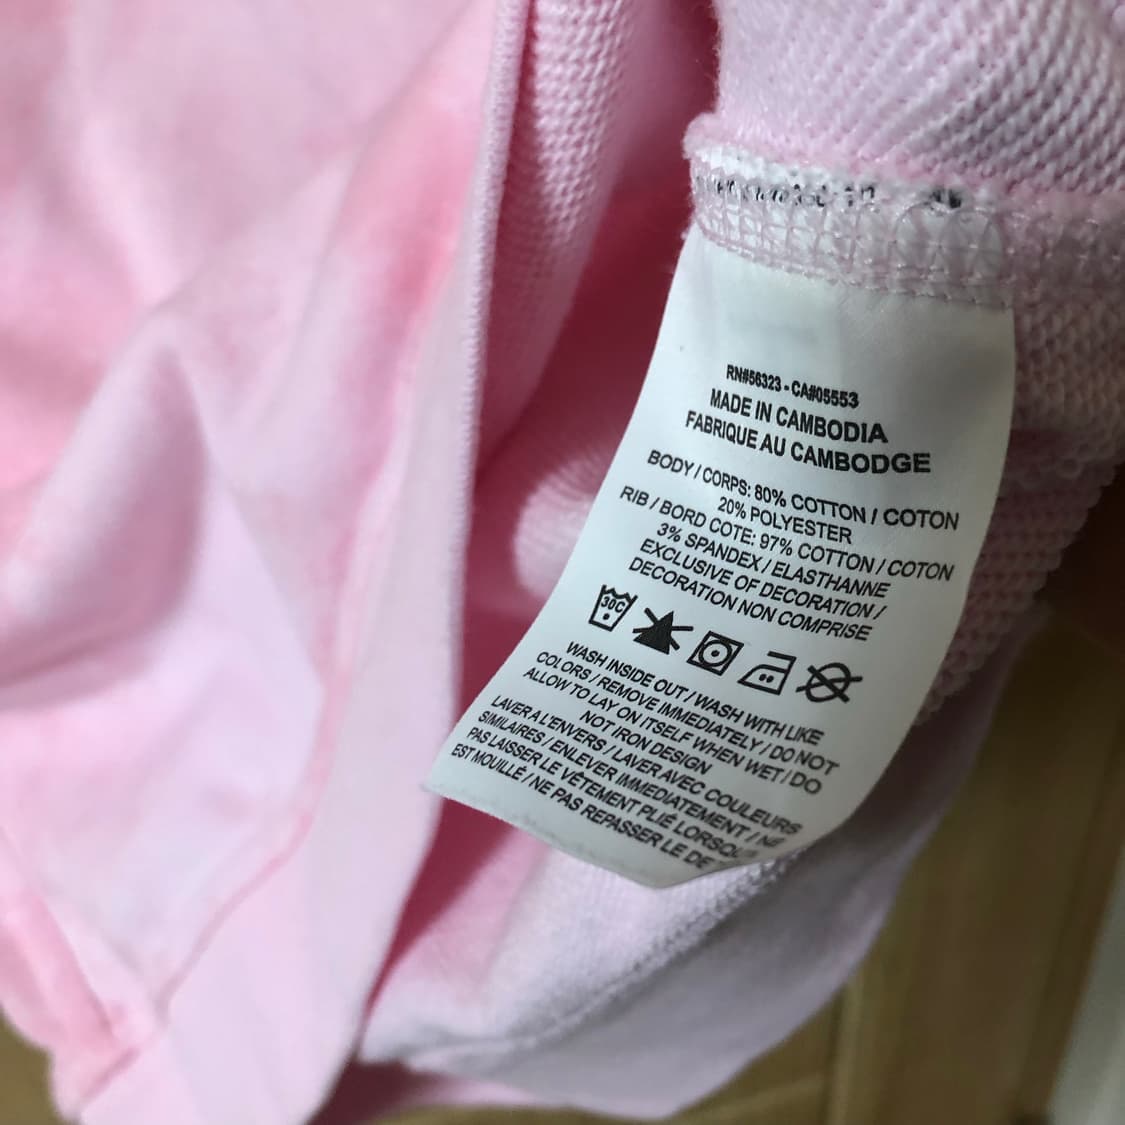 RN#56323 - CA#05553
MADE IN CAMBODIA
FABRIQUE AU CAMBODGE
BODY / CORPS: 80% COTTON / COTON
20% POLYESTER
RIB / BORD COTE: 97% COTTON / COTON
3% SPANDEX / ELASTHANNE
EXCLUSIVE OF DECORATION /
DECORATION NON COMPRISE
30C
WASH INSIDE OUT / WASH WITH LIKE
COLORS / REMOVE IMMEDIATELY / DO NOT
ALLOW TO LAY ON ITSELF WHEN WET / DO
NOT IRON DESIGN
LAVER A L'ENVERS / LAVER AVEC COULEURS
SIMILAIRES / ENLEVER IMMEDIATEMENT / NE
PAS LAISSER LE VÊTEMENT PLIÉ
EST MOUILLÉ / NE PAS REPASSER LE